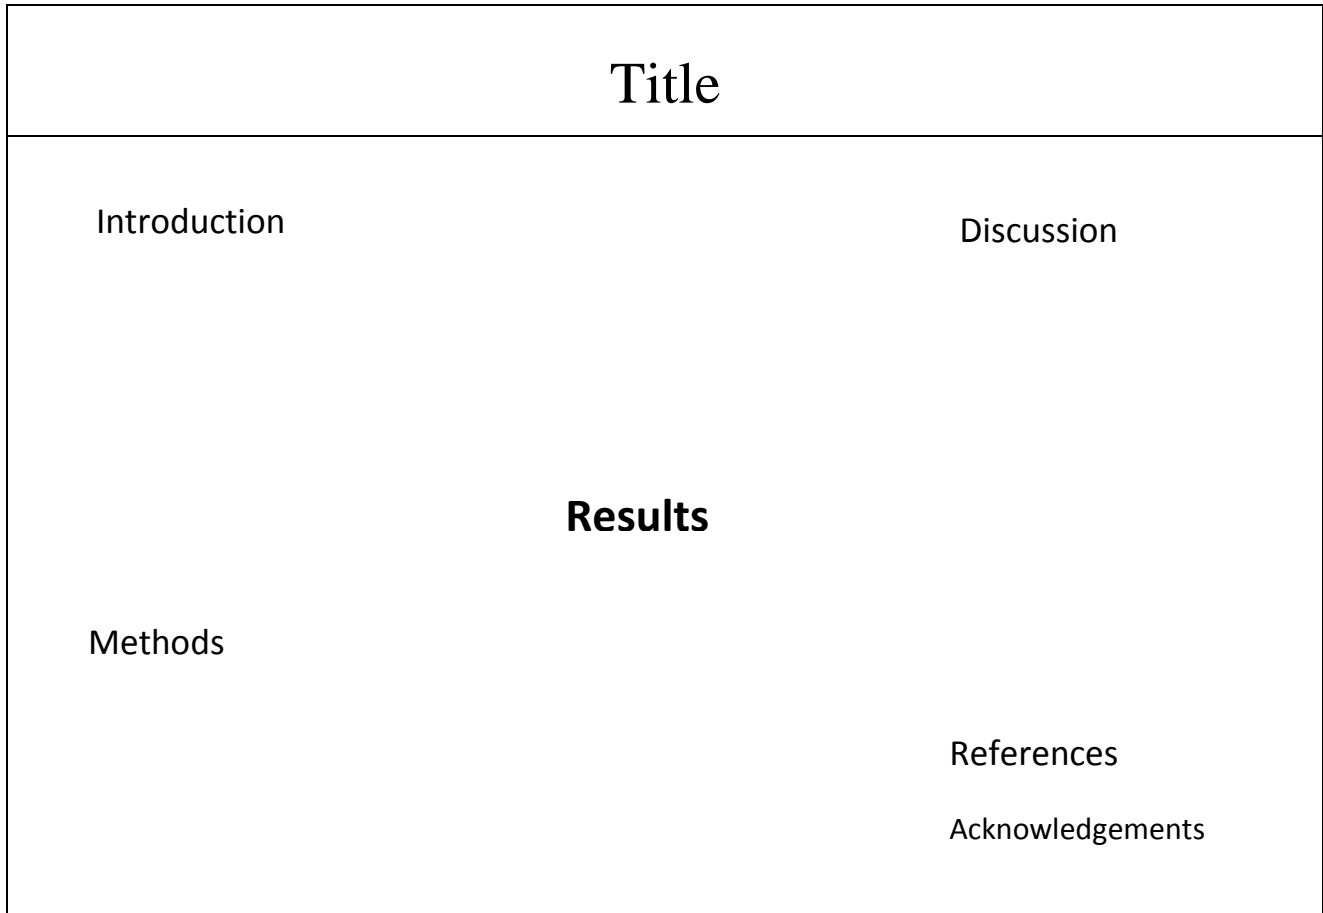 Title
Introduction
Methods
Results
Discussion
References
Acknowledgements